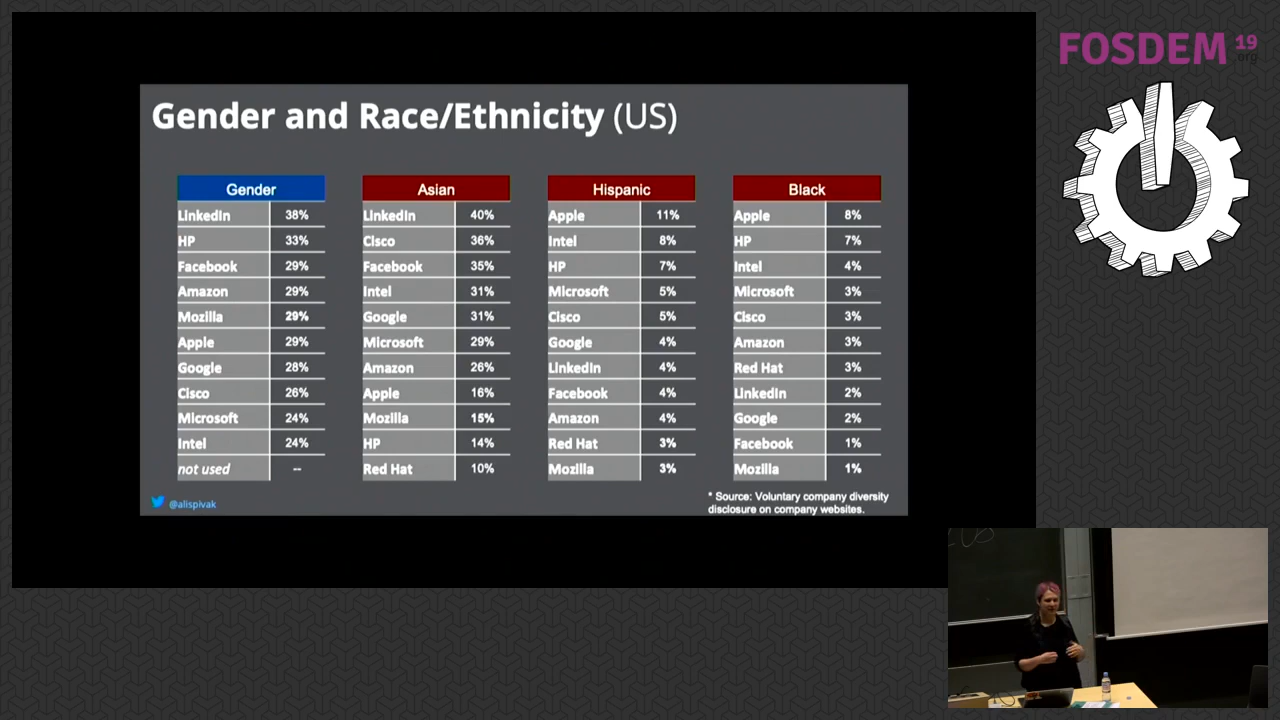 FOSDEM 19
.org
Gender and Race/Ethnicity (US)
Gender
LinkedIn 38%
HP 33%
Facebook 29%
Amazon 29%
Mozilla 29%
Apple 29%
Google 28%
Cisco 26%
Microsoft 24%
Intel 24%
not used --
Asian
LinkedIn 40%
Cisco 36%
Facebook 35%
Intel 31%
Google 31%
Microsoft 29%
Amazon 26%
Apple 16%
Mozilla 15%
HP 14%
Red Hat 10%
Hispanic
Apple 11%
Intel 8%
HP 7%
Microsoft 5%
Cisco 5%
Google 4%
LinkedIn 4%
Facebook 4%
Amazon 4%
Red Hat 3%
Mozilla 3%
Black
Apple 8%
HP 7%
Intel 4%
Microsoft 3%
Cisco 3%
Amazon 3%
Red Hat 3%
LinkedIn 2%
Google 2%
Facebook 1%
Mozilla 1%
@alispivak
* Source: Voluntary company diversity
disclosure on company websites.